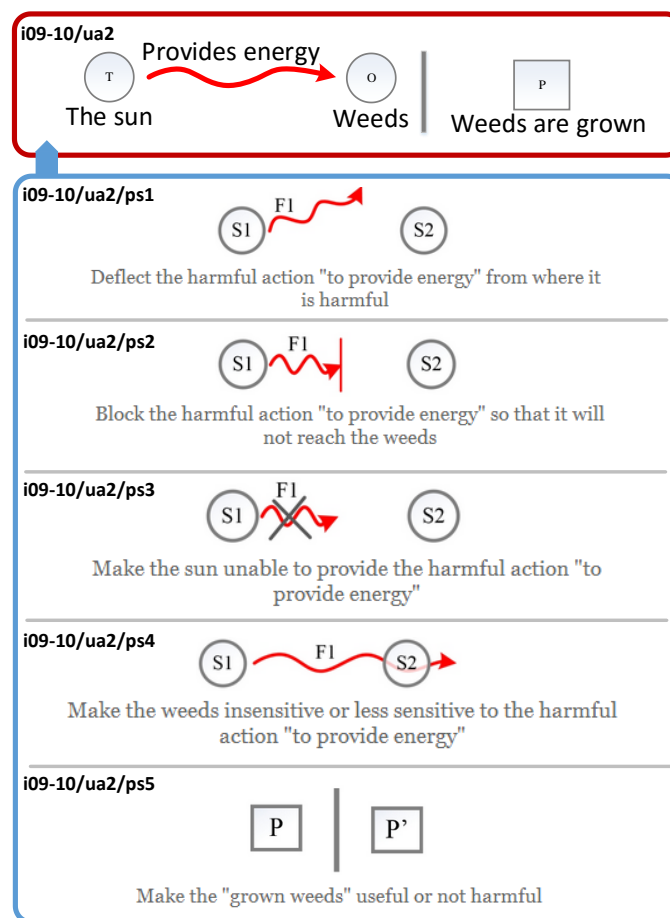 i09-10/ua2
Provides energy
T
O
P
The sun
Weeds
Weeds are grown
i09-10/ua2/ps1
F1
S1
S2
Deflect the harmful action "to provide energy" from where it
is harmful
i09-10/ua2/ps2
F1
S1
S2
Block the harmful action "to provide energy" so that it will
not reach the weeds
i09-10/ua2/ps3
F1
S1
S2
Make the sun unable to provide the harmful action "to
provide energy"
i09-10/ua2/ps4
S1
F1
S2
Make the weeds insensitive or less sensitive to the harmful
action "to provide energy"
i09-10/ua2/ps5
P
P'
Make the "grown weeds" useful or not harmful